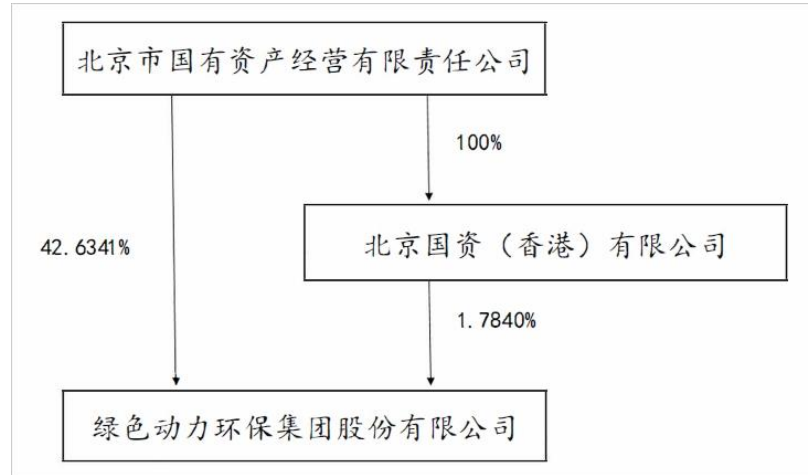 北京市国有资产经营有限责任公司
100%
42.6341%
北京国资（香港）有限公司
1.7840%
绿色动力环保集团股份有限公司